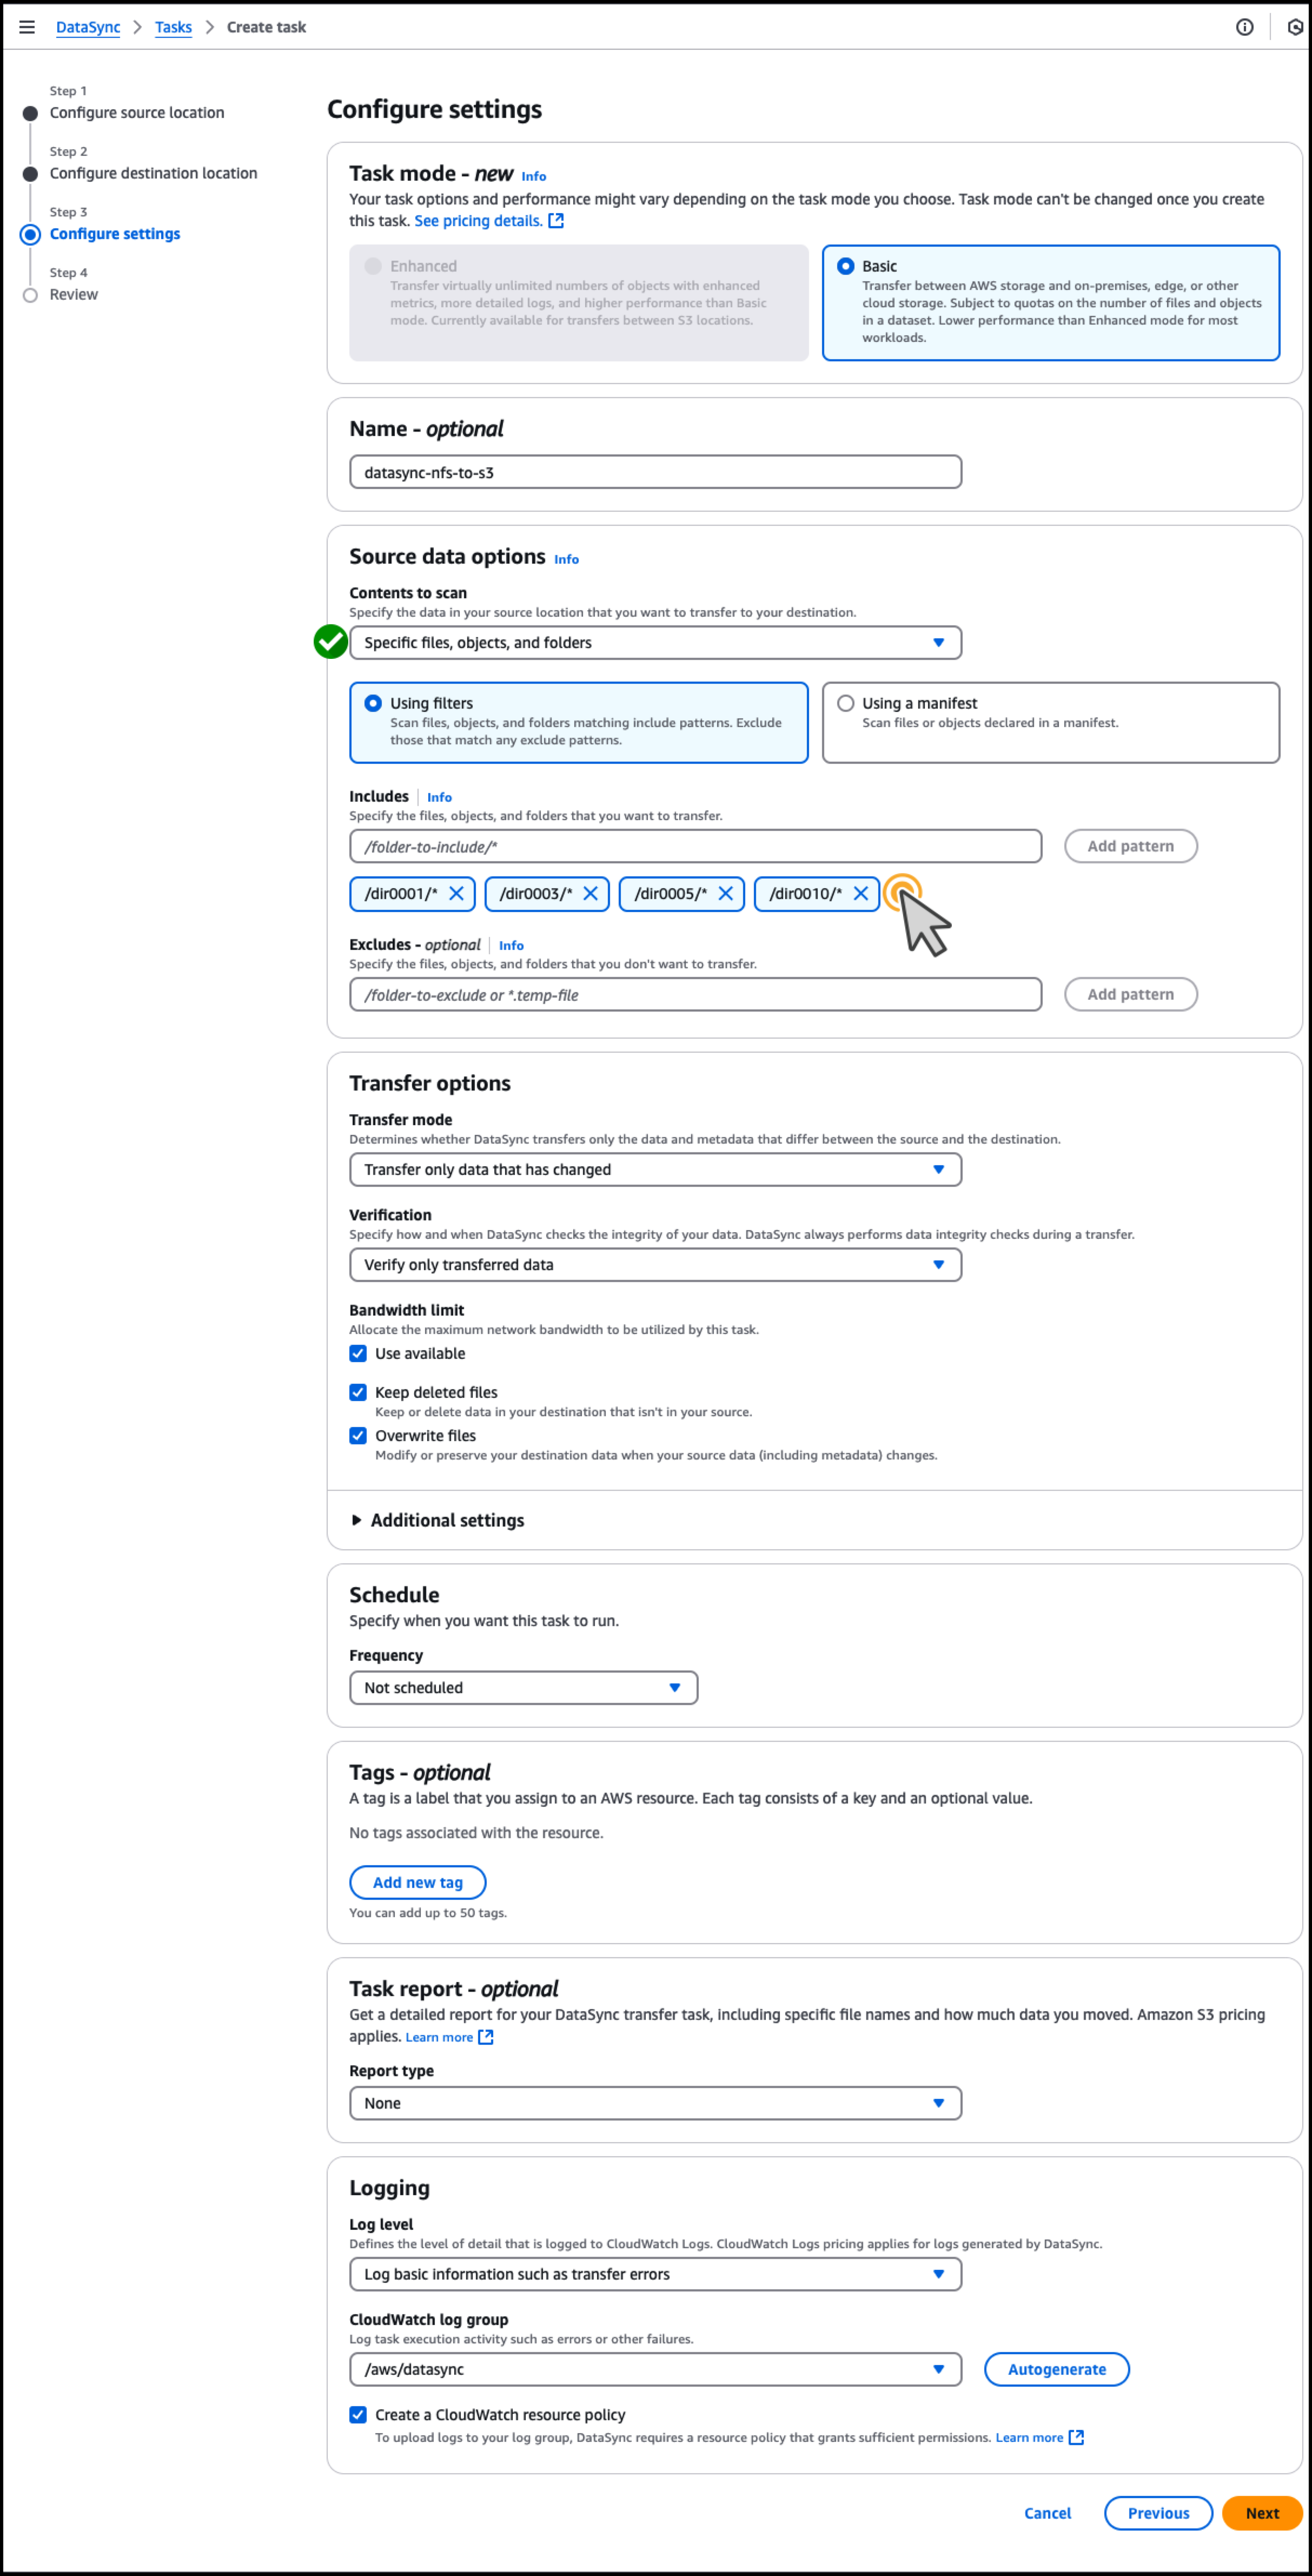 DataSync > Tasks > Create task
Step 1
Configure source location
Step 2
Configure destination location
Step 3
Configure settings
Step 4
Review
Configure settings
Task mode - new Info
Your task options and performance might vary depending on the task mode you choose. Task mode can't be changed once you create
this task. See pricing details.
Enhanced
Transfer virtually unlimited numbers of objects with enhanced
metrics, more detailed logs, and higher performance than Basic
mode. Currently available for transfers between S3 locations.
Basic
Transfer between AWS storage and on-premises, edge, or other
cloud storage. Subject to quotas on the number of files and objects
in a dataset. Lower performance than Enhanced mode for most
workloads.
Name - optional
datasync-nfs-to-s3
Source data options Info
Contents to scan
Specify the data in your source location that you want to transfer to your destination.
Specific files, objects, and folders
Using filters
Scan files, objects, and folders matching include patterns. Exclude
those that match any exclude patterns.
Using a manifest
Scan files or objects declared in a manifest.
Includes | Info
Specify the files, objects, and folders that you want to transfer.
/folder-to-include/* Add pattern
/dir0001/* /dir0003/* /dir0005/* /dir0010/*
Excludes - optional | Info
Specify the files, objects, and folders that you don't want to transfer.
/folder-to-exclude or *.temp-file Add pattern
Transfer options
Transfer mode
Determines whether DataSync transfers only the data and metadata that differ between the source and the destination.
Transfer only data that has changed
Verification
Specify how and when DataSync checks the integrity of your data. DataSync always performs data integrity checks during a transfer.
Verify only transferred data
Bandwidth limit
Allocate the maximum network bandwidth to be utilized by this task.
Use available
Keep deleted files
Keep or delete data in your destination that isn't in your source.
Overwrite files
Modify or preserve your destination data when your source data (including metadata) changes.
Additional settings
Schedule
Specify when you want this task to run.
Frequency
Not scheduled
Tags - optional
A tag is a label that you assign to an AWS resource. Each tag consists of a key and an optional value.
No tags associated with the resource.
Add new tag
You can add up to 50 tags.
Task report - optional
Get a detailed report for your DataSync transfer task, including specific file names and how much data you moved. Amazon S3 pricing
applies. Learn more
Report type
None
Logging
Log level
Defines the level of detail that is logged to CloudWatch Logs. CloudWatch Logs pricing applies for logs generated by DataSync.
Log basic information such as transfer errors
CloudWatch log group
Log task execution activity such as errors or other failures.
/aws/datasync Autogenerate
Create a CloudWatch resource policy
To upload logs to your log group, DataSync requires a resource policy that grants sufficient permissions. Learn more
Cancel Previous Next